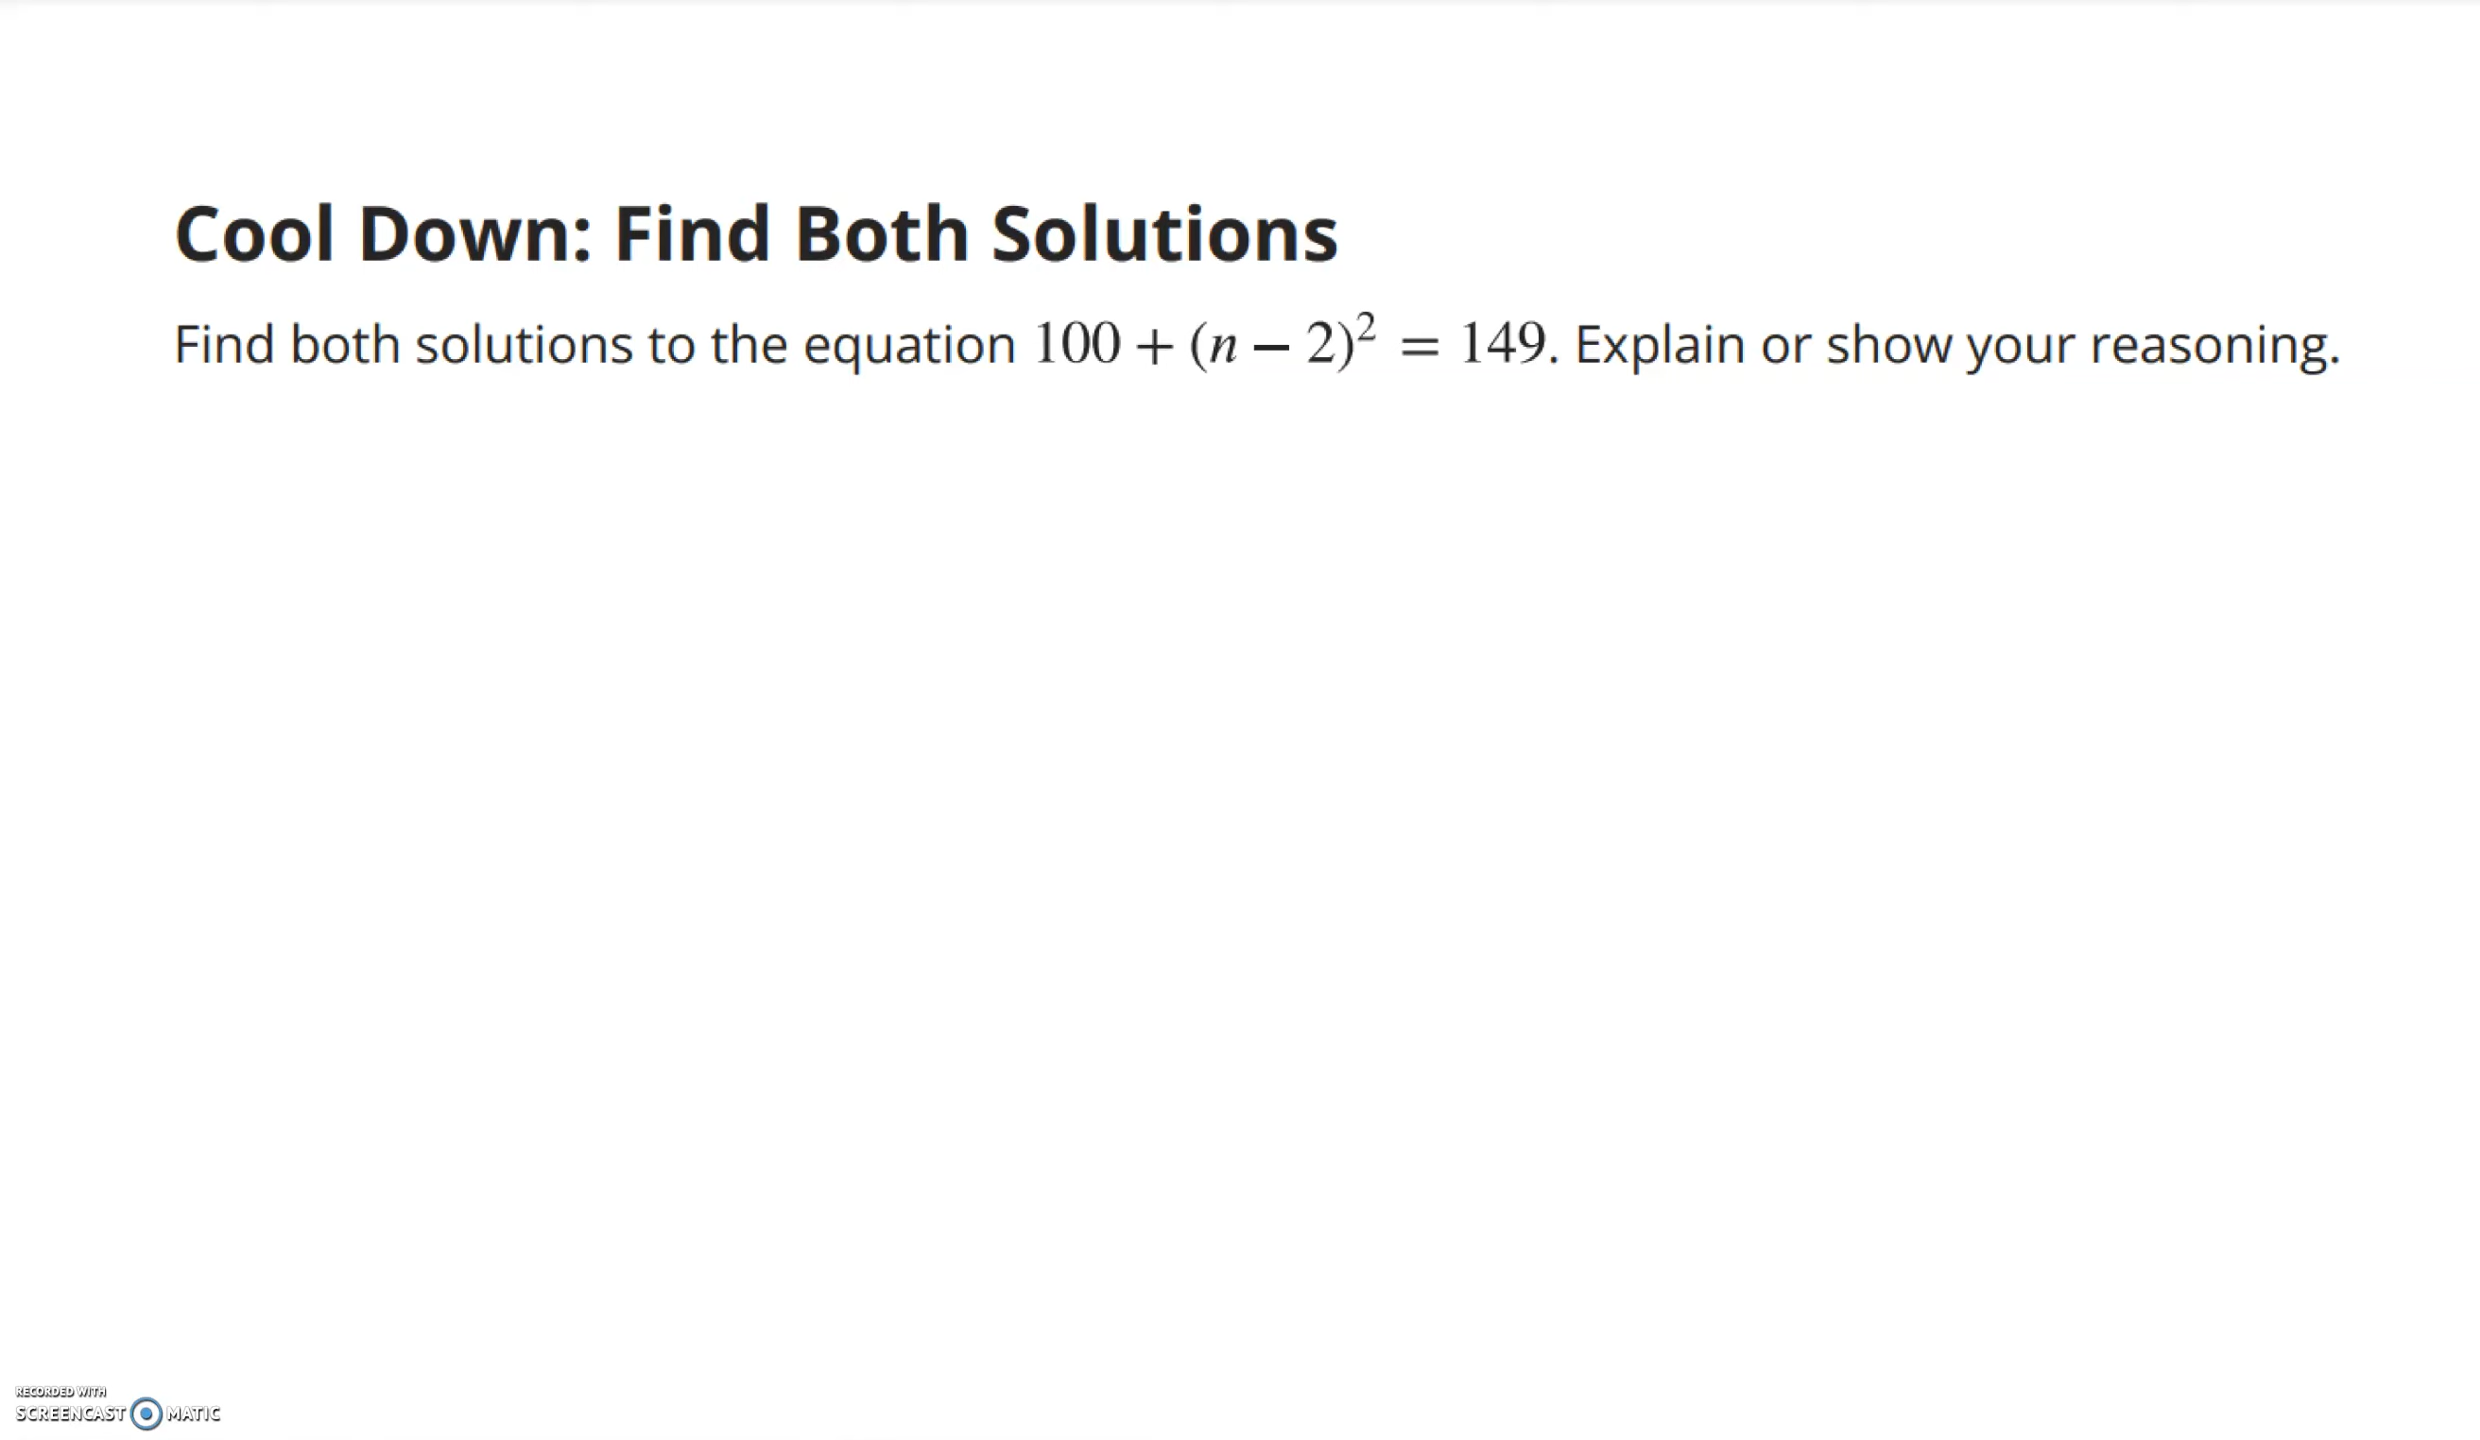 Cool Down: Find Both Solutions
Find both solutions to the equation 100 + (n − 2)² = 149. Explain or show your reasoning.
RECORDED WITH
SCREENCAST MATIC